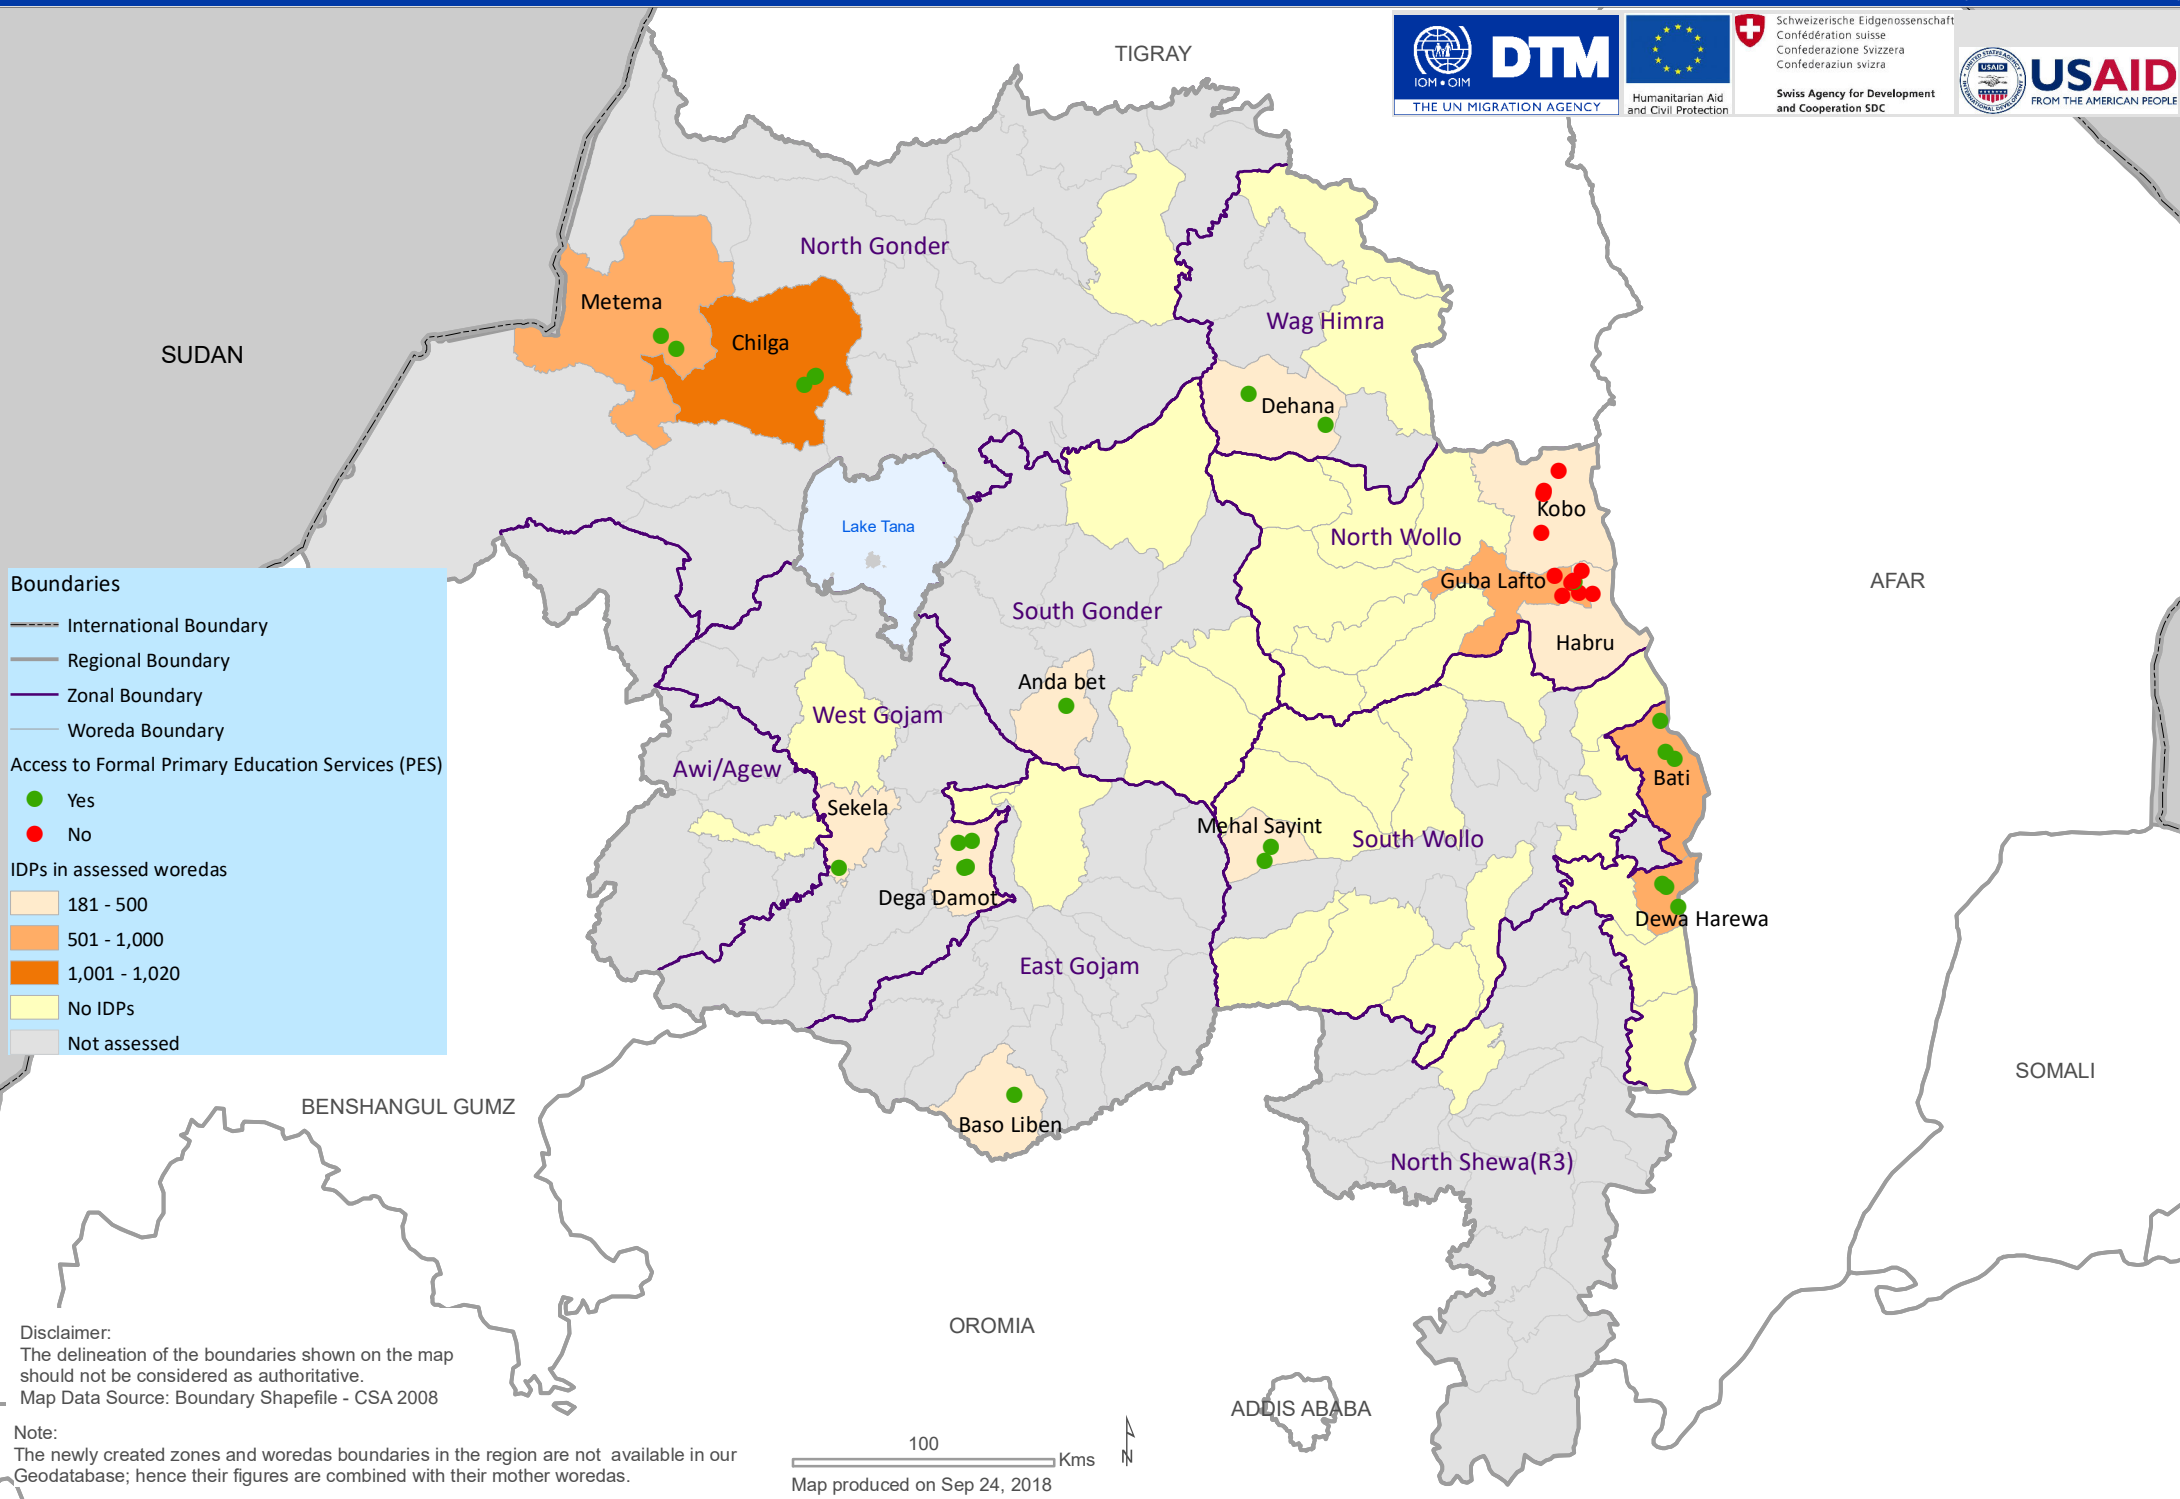 TIGRAY
IOM • OIM
DTM
THE UN MIGRATION AGENCY
Humanitarian Aid
and Civil Protection
Schweizerische Eidgenossenschaft
Confédération suisse
Confederazione Svizzera
Confederaziun svizra
Swiss Agency for Development
and Cooperation SDC
USAID
USAID
FROM THE AMERICAN PEOPLE
North Gonder
Metema
Wag Himra
Chilga
SUDAN
Dehana
Kobo
Lake Tana
North Wollo
Guba Lafto
AFAR
South Gonder
Habru
Anda bet
West Gojam
Awi/Agew
Bati
Sekela
Mehal Sayint
South Wollo
Dega Damot
Dewa Harewa
East Gojam
SOMALI
BENSHANGUL GUMZ
Baso Liben
North Shewa(R3)
OROMIA
ADDIS ABABA
Boundaries
International Boundary
Regional Boundary
Zonal Boundary
Woreda Boundary
Access to Formal Primary Education Services (PES)
Yes
No
IDPs in assessed woredas
181 - 500
501 - 1,000
1,001 - 1,020
No IDPs
Not assessed
Disclaimer:
The delineation of the boundaries shown on the map
should not be considered as authoritative.
Map Data Source: Boundary Shapefile - CSA 2008
Note:
The newly created zones and woredas boundaries in the region are not available in our
Geodatabase; hence their figures are combined with their mother woredas.
100
Kms
N
Map produced on Sep 24, 2018